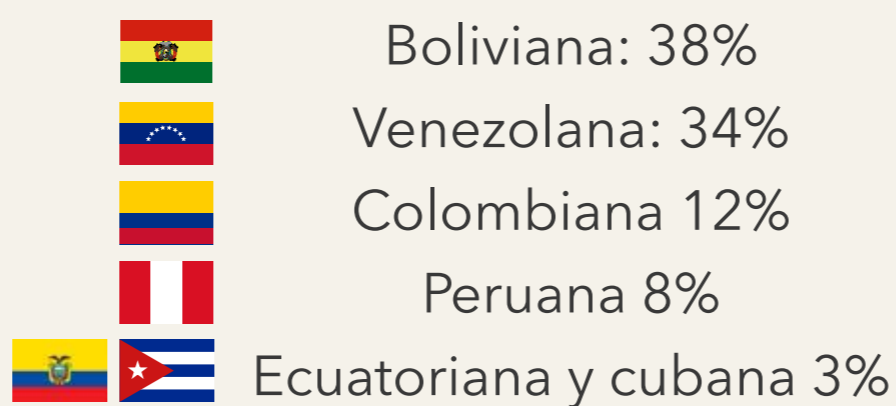 Boliviana: 38%
Venezolana: 34%
Colombiana 12%
Peruana 8%
Ecuatoriana y cubana 3%